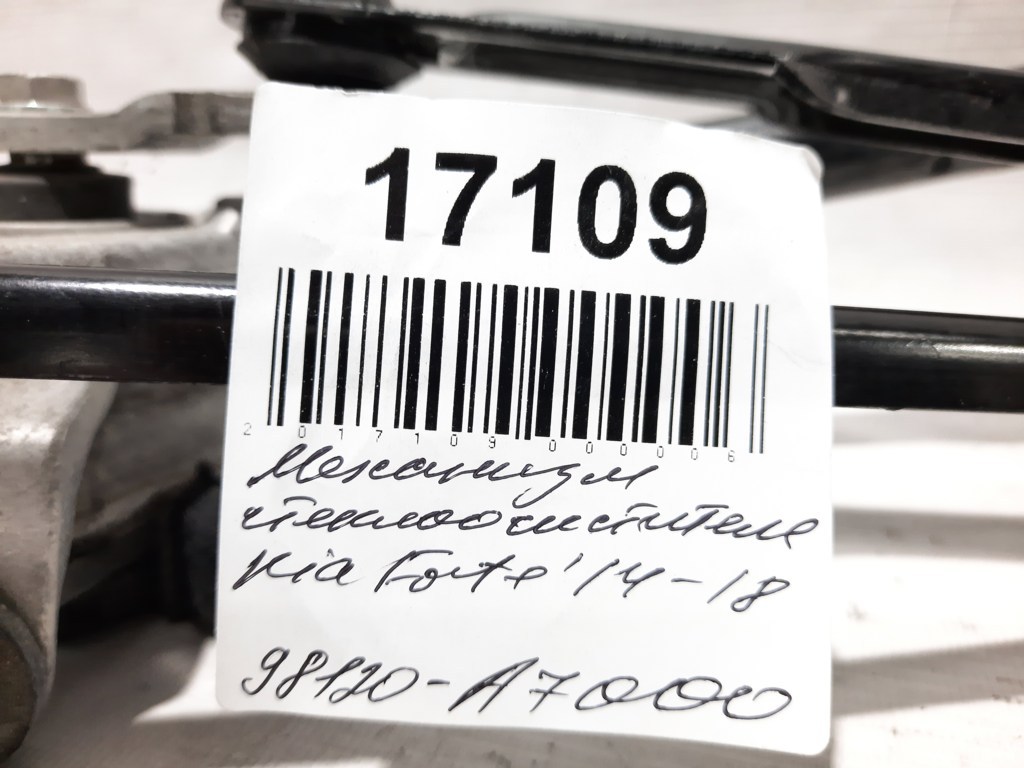 17109
2 017109 000006
Механизм
стеклоочистителя
Kia Forte '14-18
98120-A7000